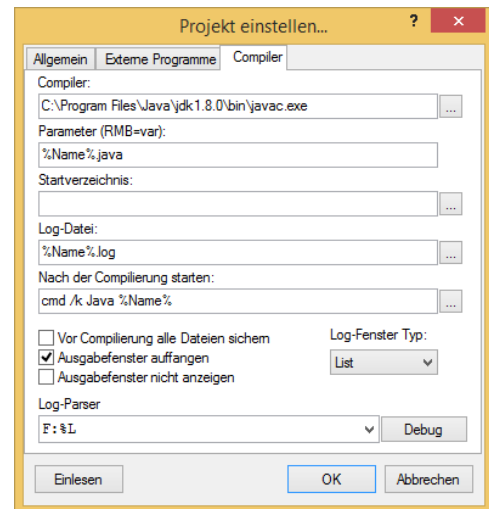 Projekt einstellen...
? ×
Allgemein Externe Programme Compiler
Compiler:
C:\Program Files\Java\jdk1.8.0\bin\javac.exe ...
Parameter (RMB=var):
%Name%.java
Startverzeichnis:
...
Log-Datei:
%Name%.log ...
Nach der Compilierung starten:
cmd /k Java %Name% ...
Vor Compilierung alle Dateien sichern Log-Fenster Typ:
Ausgabefenster auffangen List
Ausgabefenster nicht anzeigen
Log-Parser
F:%L Debug
Einlesen OK Abbrechen